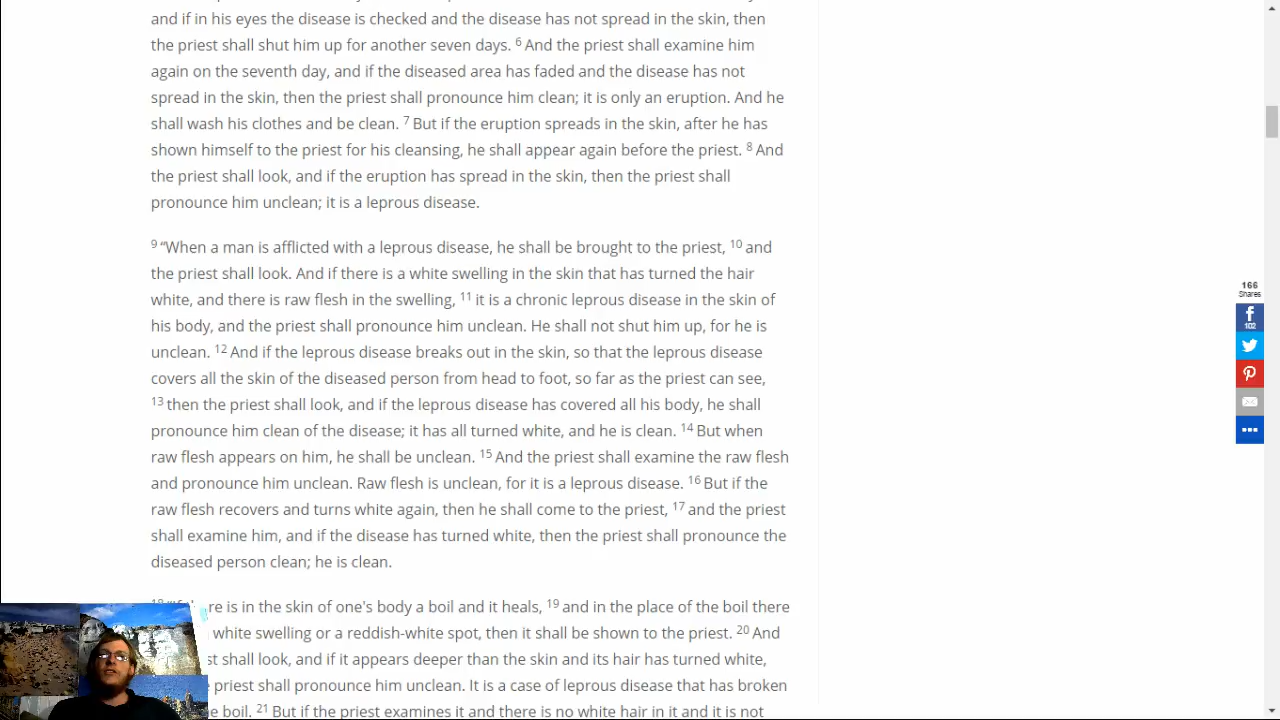 and if in his eyes the disease is checked and the disease has not spread in the skin, then
the priest shall shut him up for another seven days. 6 And the priest shall examine him
again on the seventh day, and if the diseased area has faded and the disease has not
spread in the skin, then the priest shall pronounce him clean; it is only an eruption. And he
shall wash his clothes and be clean. 7 But if the eruption spreads in the skin, after he has
shown himself to the priest for his cleansing, he shall appear again before the priest. 8 And
the priest shall look, and if the eruption has spread in the skin, then the priest shall
pronounce him unclean; it is a leprous disease.
9 “When a man is afflicted with a leprous disease, he shall be brought to the priest, 10 and
the priest shall look. And if there is a white swelling in the skin that has turned the hair
white, and there is raw flesh in the swelling, 11 it is a chronic leprous disease in the skin of
his body, and the priest shall pronounce him unclean. He shall not shut him up, for he is
unclean. 12 And if the leprous disease breaks out in the skin, so that the leprous disease
covers all the skin of the diseased person from head to foot, so far as the priest can see,
13 then the priest shall look, and if the leprous disease has covered all his body, he shall
pronounce him clean of the disease; it has all turned white, and he is clean. 14 But when
raw flesh appears on him, he shall be unclean. 15 And the priest shall examine the raw flesh
and pronounce him unclean. Raw flesh is unclean, for it is a leprous disease. 16 But if the
raw flesh recovers and turns white again, then he shall come to the priest, 17 and the priest
shall examine him, and if the disease has turned white, then the priest shall pronounce the
diseased person clean; he is clean.
re is in the skin of one's body a boil and it heals, 19 and in the place of the boil there
white swelling or a reddish-white spot, then it shall be shown to the priest. 20 And
st shall look, and if it appears deeper than the skin and its hair has turned white,
priest shall pronounce him unclean. It is a case of leprous disease that has broken
e boil. 21 But if the priest examines it and there is no white hair in it and it is not
166
Shares
102